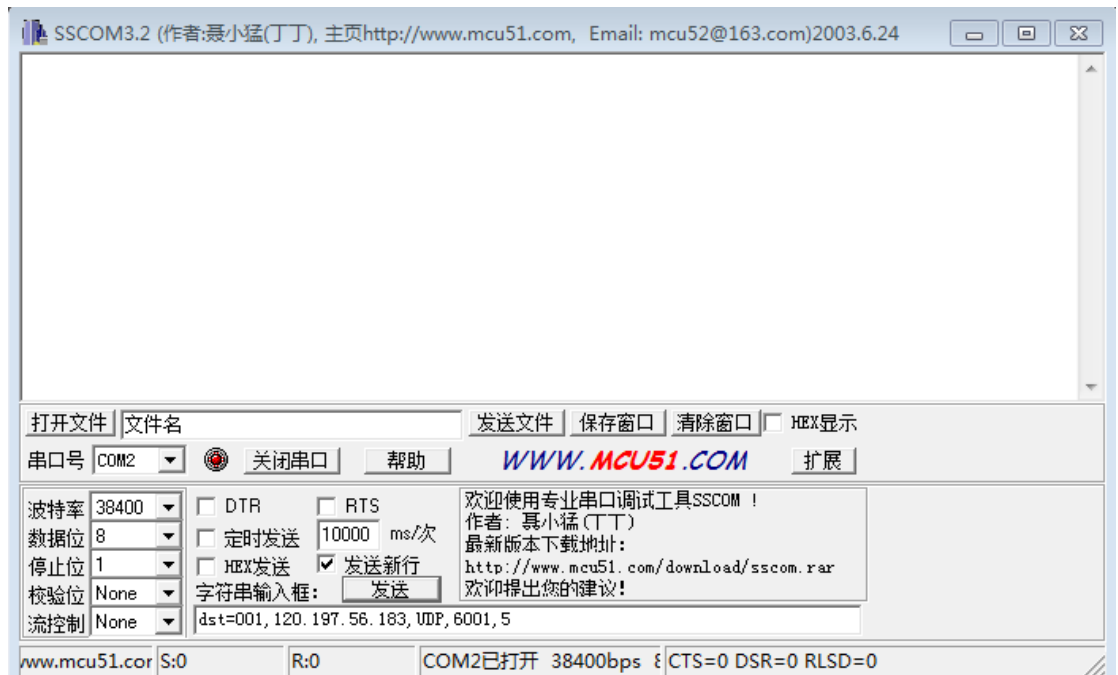 SSCOM3.2 (作者:聂小猛(丁丁), 主页http://www.mcu51.com, Email: mcu52@163.com)2003.6.24
打开文件 文件名 发送文件 保存窗口 清除窗口 HEX显示
串口号 COM2 关闭串口 帮助 WWW.MCU51.COM 扩展
波特率 38400 DTR RTS
数据位 8 定时发送 10000 ms/次
停止位 1 HEX发送 发送新行
校验位 None 字符串输入框: 发送
流控制 None dst=001,120.197.56.183,UDP,6001,5
欢迎使用专业串口调试工具SSCOM !
作者: 聂小猛(丁丁)
最新版本下载地址:
http://www.mcu51.com/download/sscom.rar
欢迎提出您的建议!
www.mcu51.cor S:0 R:0 COM2已打开 38400bps 8 CTS=0 DSR=0 RLSD=0